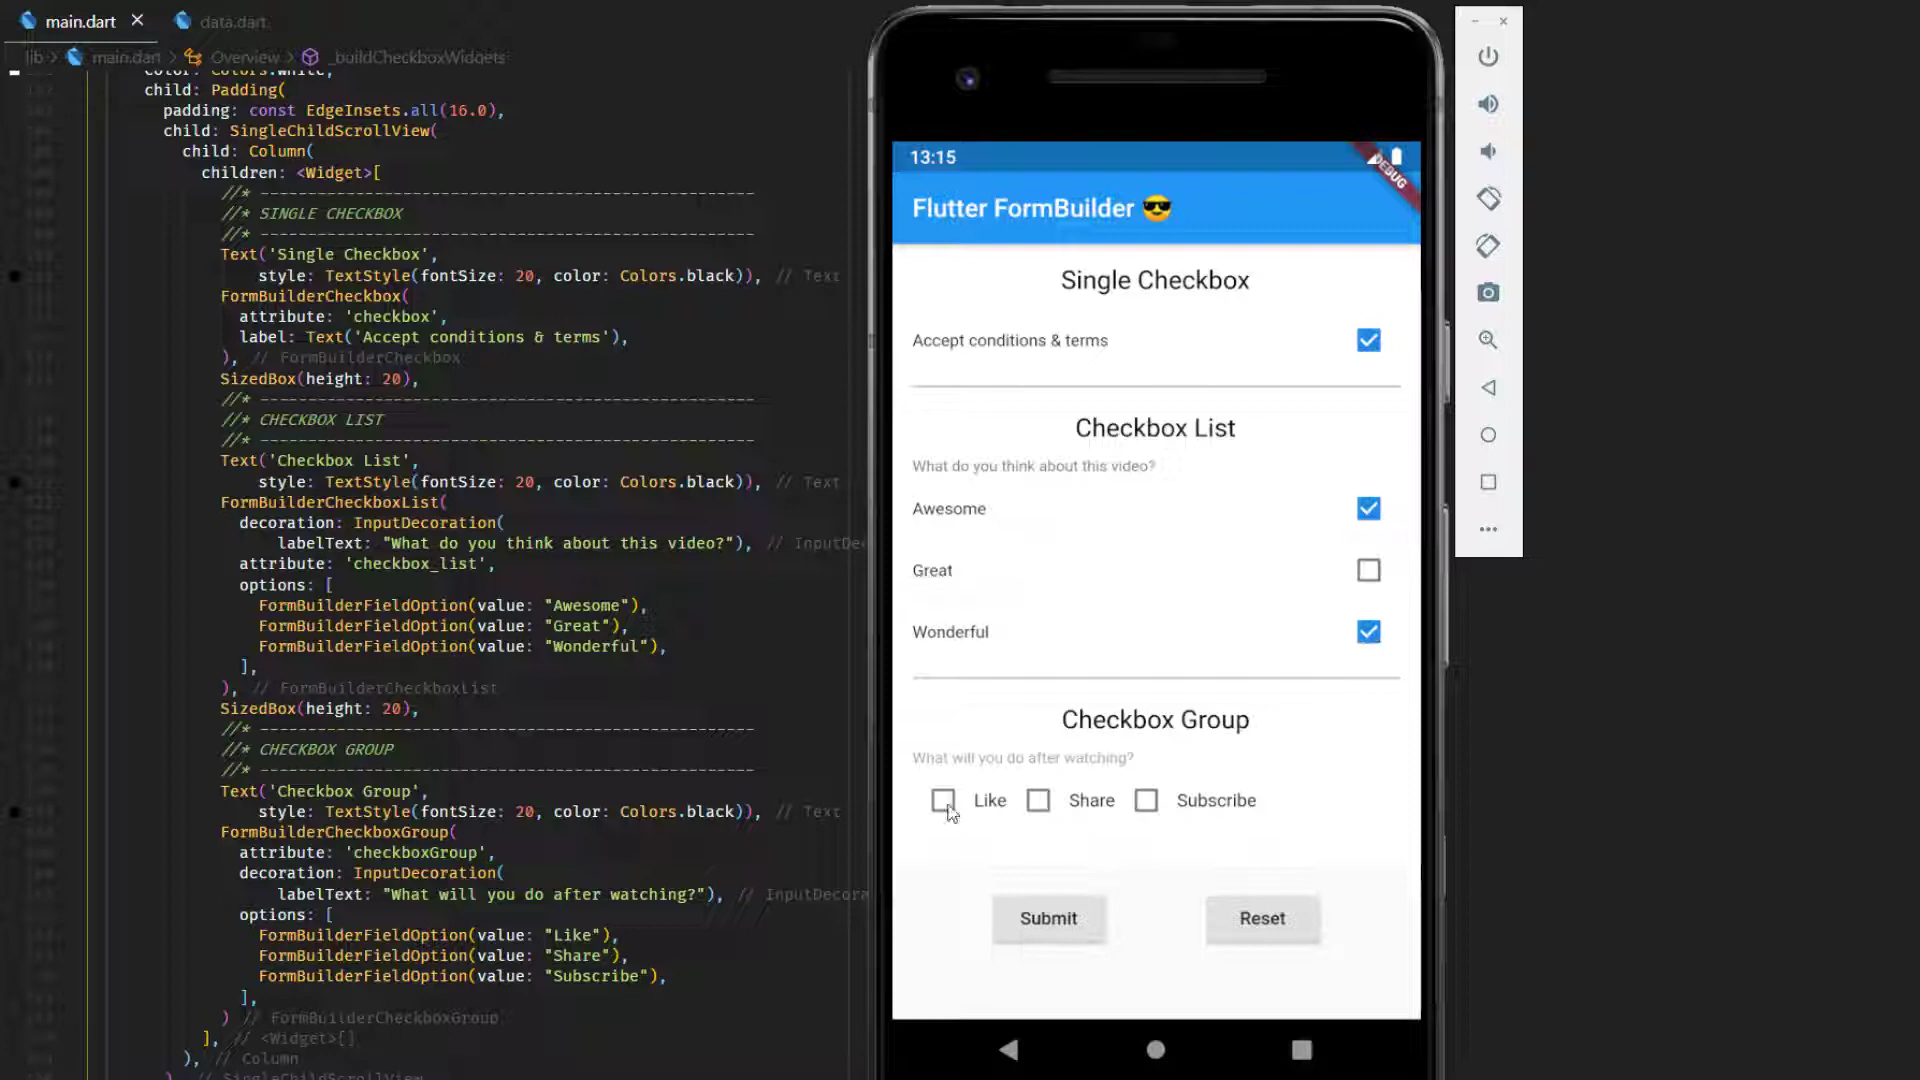 main.dart
data.dart
lib > main.dart > Overview > _buildCheckboxWidgets
color: Colors.white,
child: Padding(
padding: const EdgeInsets.all(16.0),
child: SingleChildScrollView(
child: Column(
children: <Widget>[
//* ----------------------------------------------------
//* SINGLE CHECKBOX
//* ----------------------------------------------------
Text('Single Checkbox',
style: TextStyle(fontSize: 20, color: Colors.black)), // Text
FormBuilderCheckbox(
attribute: 'checkbox',
label: Text('Accept conditions & terms'),
), // FormBuilderCheckbox
SizedBox(height: 20),
//* ----------------------------------------------------
//* CHECKBOX LIST
//* ----------------------------------------------------
Text('Checkbox List',
style: TextStyle(fontSize: 20, color: Colors.black)), // Text
FormBuilderCheckboxList(
decoration: InputDecoration(
labelText: "What do you think about this video?"), // InputDe
attribute: 'checkbox_list',
options: [
FormBuilderFieldOption(value: "Awesome"),
FormBuilderFieldOption(value: "Great"),
FormBuilderFieldOption(value: "Wonderful"),
],
), // FormBuilderCheckboxList
SizedBox(height: 20),
//* ----------------------------------------------------
//* CHECKBOX GROUP
//* ----------------------------------------------------
Text('Checkbox Group',
style: TextStyle(fontSize: 20, color: Colors.black)), // Text
FormBuilderCheckboxGroup(
attribute: 'checkboxGroup',
decoration: InputDecoration(
labelText: "What will you do after watching?"), // InputDecora
options: [
FormBuilderFieldOption(value: "Like"),
FormBuilderFieldOption(value: "Share"),
FormBuilderFieldOption(value: "Subscribe"),
],
) // FormBuilderCheckboxGroup
], // <Widget>[]
), // Column
), // SingleChildScrollView
13:15
DEBUG
Flutter FormBuilder 😎
Single Checkbox
Accept conditions & terms
Checkbox List
What do you think about this video?
Awesome
Great
Wonderful
Checkbox Group
What will you do after watching?
Like Share Subscribe
Submit Reset